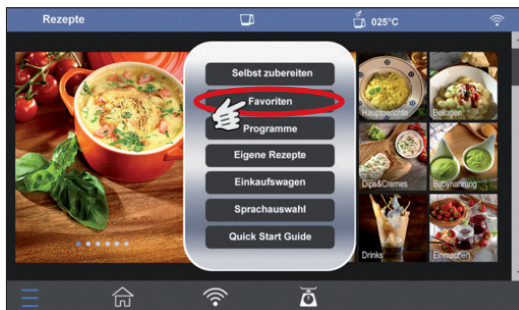 Rezepte
025°C
Selbst zubereiten
Favoriten
Programme
Eigene Rezepte
Einkaufswagen
Sprachauswahl
Quick Start Guide
Hauptgerichte
Beilagen
Dips&Cremes
Babynahrung
Drinks
Einmachen